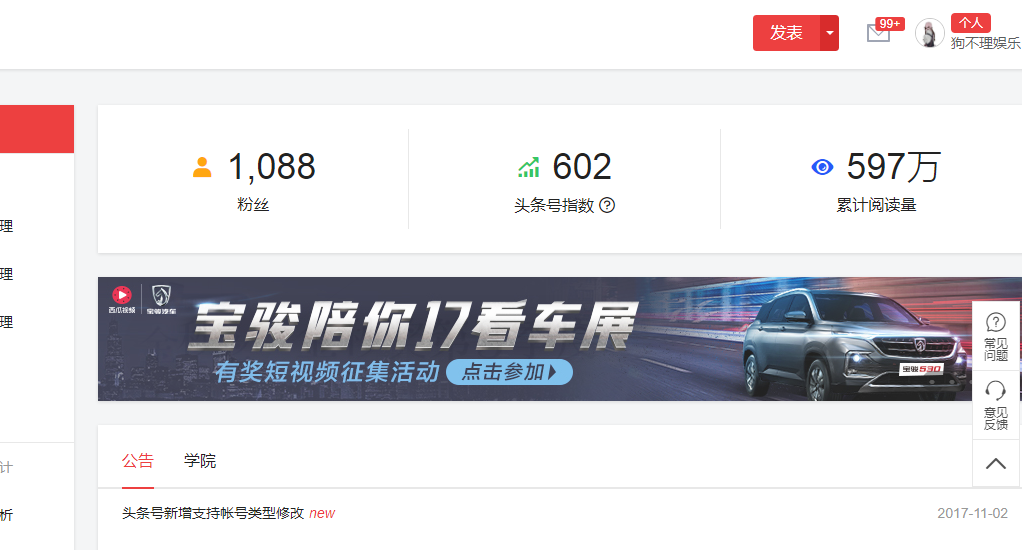 发表
99+
个人
狗不理娱乐
1,088
粉丝
602
头条号指数
597万
累计阅读量
理
理
理
西瓜视频
宝骏汽车
宝骏陪你17看车展
有奖短视频征集活动 点击参加
宝骏530
常见
问题
意见
反馈
公告 学院
计
头条号新增支持帐号类型修改 new 2017-11-02
析